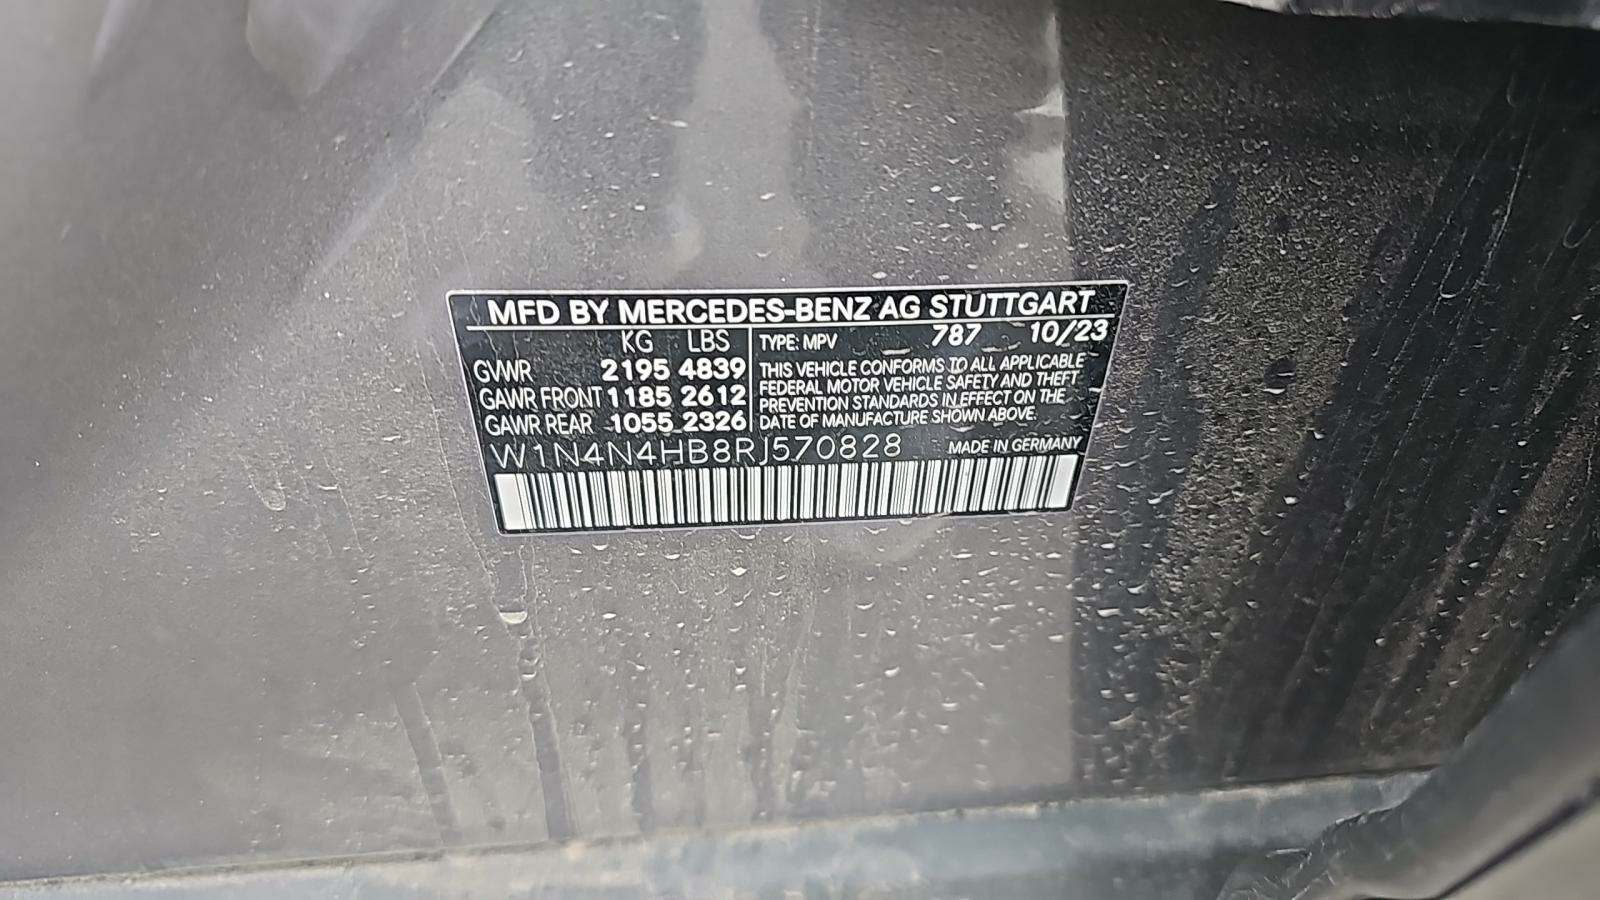 MFD BY MERCEDES-BENZ AG STUTTGART
KG LBS
GVWR 2195 4839
GAWR FRONT 1185 2612
GAWR REAR 1055 2326
TYPE: MPV 787 10/23
THIS VEHICLE CONFORMS TO ALL APPLICABLE
FEDERAL MOTOR VEHICLE SAFETY AND THEFT
PREVENTION STANDARDS IN EFFECT ON THE
DATE OF MANUFACTURE SHOWN ABOVE.
W1N4N4HB8RJ570828 MADE IN GERMANY